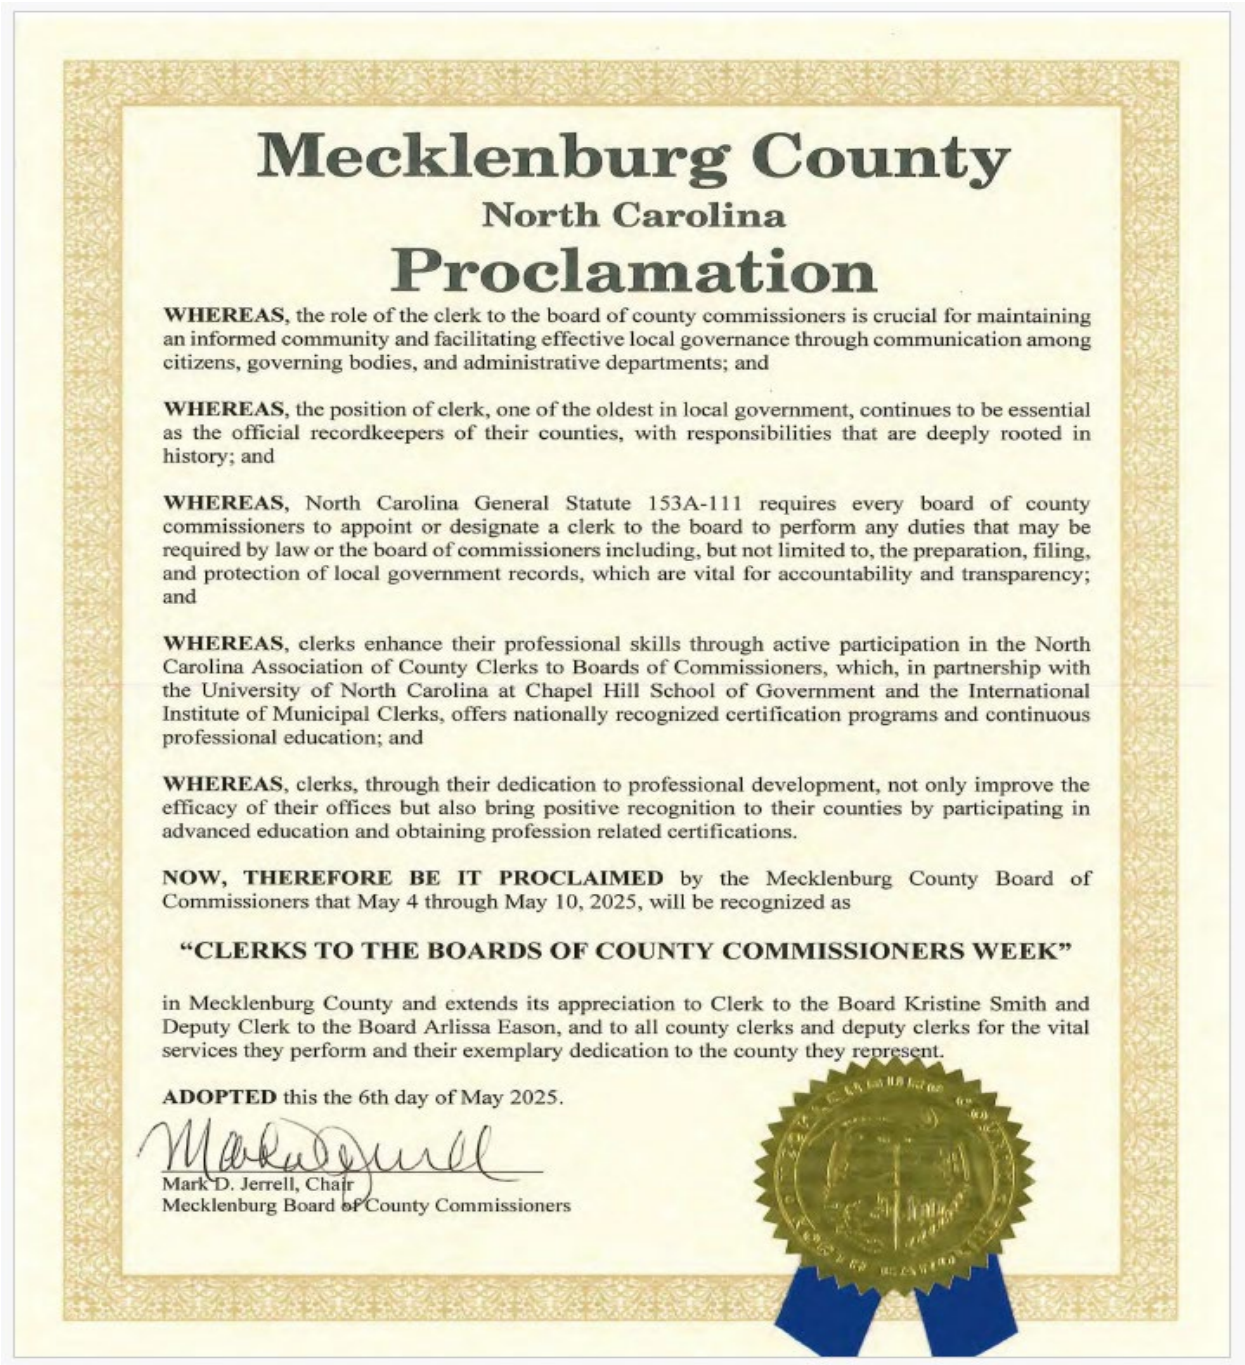 Mecklenburg County
North Carolina
Proclamation
WHEREAS, the role of the clerk to the board of county commissioners is crucial for maintaining
an informed community and facilitating effective local governance through communication among
citizens, governing bodies, and administrative departments; and
WHEREAS, the position of clerk, one of the oldest in local government, continues to be essential
as the official recordkeepers of their counties, with responsibilities that are deeply rooted in
history; and
WHEREAS, North Carolina General Statute 153A-111 requires every board of county
commissioners to appoint or designate a clerk to the board to perform any duties that may be
required by law or the board of commissioners including, but not limited to, the preparation, filing,
and protection of local government records, which are vital for accountability and transparency;
and
WHEREAS, clerks enhance their professional skills through active participation in the North
Carolina Association of County Clerks to Boards of Commissioners, which, in partnership with
the University of North Carolina at Chapel Hill School of Government and the International
Institute of Municipal Clerks, offers nationally recognized certification programs and continuous
professional education; and
WHEREAS, clerks, through their dedication to professional development, not only improve the
efficacy of their offices but also bring positive recognition to their counties by participating in
advanced education and obtaining profession related certifications.
NOW, THEREFORE BE IT PROCLAIMED by the Mecklenburg County Board of
Commissioners that May 4 through May 10, 2025, will be recognized as
“CLERKS TO THE BOARDS OF COUNTY COMMISSIONERS WEEK”
in Mecklenburg County and extends its appreciation to Clerk to the Board Kristine Smith and
Deputy Clerk to the Board Arlissa Eason, and to all county clerks and deputy clerks for the vital
services they perform and their exemplary dedication to the county they represent.
ADOPTED this the 6th day of May 2025.
Mark D. Jerrell, Chair
Mecklenburg Board of County Commissioners